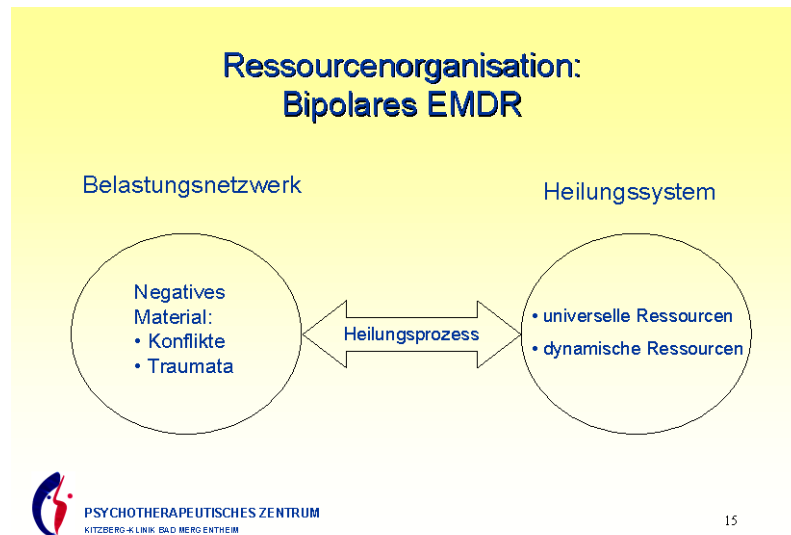 Ressourcenorganisation:
Bipolares EMDR
Belastungsnetzwerk
Heilungssystem
Negatives
Material:
• Konflikte
• Traumata
Heilungsprozess
• universelle Ressourcen
• dynamische Ressourcen
PSYCHOTHERAPEUTISCHES ZENTRUM
KITZBERG-KLINIK BAD MERGENTHEIM
15